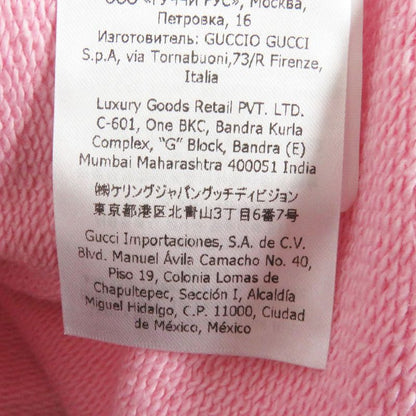 ООО "ГУЧЧИ РУС", Москва,
Петровка, 16
Изготовитель: GUCCIO GUCCI
S.p.A, via Tornabuoni,73/R Firenze,
Italia
Luxury Goods Retail PVT. LTD.
C-601, One BKC, Bandra Kurla
Complex, "G" Block, Bandra (E)
Mumbai Maharashtra 400051 India
㈱ケリングジャパングッチディビジョン
東京都港区北青山3丁目6番7号
Gucci Importaciones, S.A. de C.V.
Blvd. Manuel Ávila Camacho No. 40,
Piso 19, Colonia Lomas de
Chapultepec, Sección I, Alcaldía
Miguel Hidalgo, C.P. 11000, Ciudad
de México, México